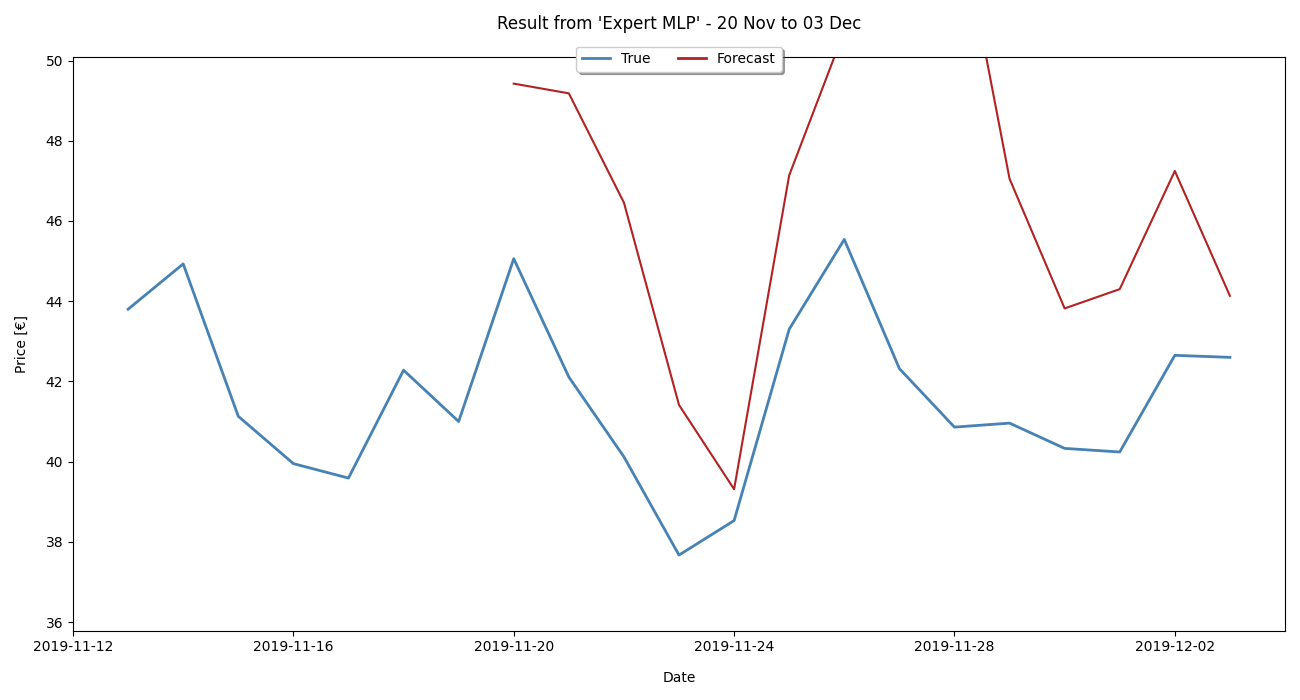 Result from 'Expert MLP' - 20 Nov to 03 Dec
True Forecast
50
48
46
44
42
40
38
36
Price [€]
2019-11-12 2019-11-16 2019-11-20 2019-11-24 2019-11-28 2019-12-02
Date